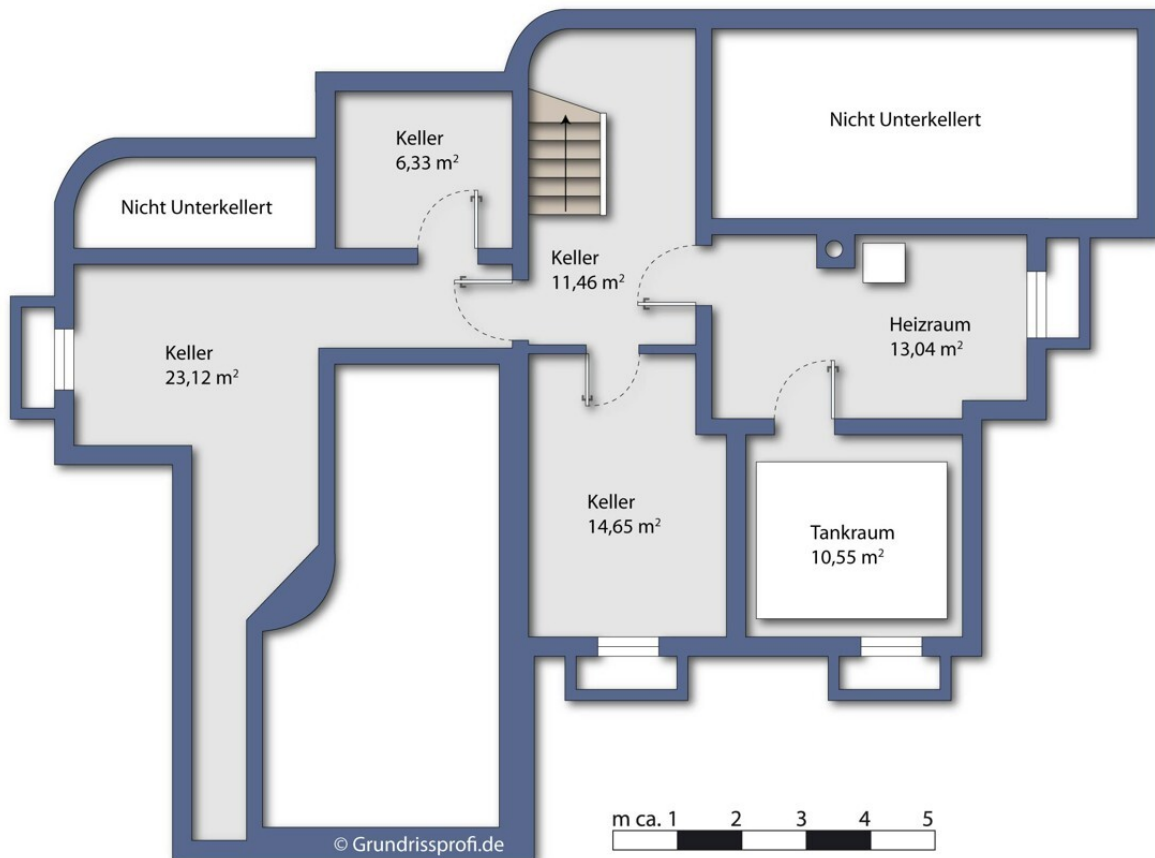 Nicht Unterkellert
Keller
6,33 m²
Nicht Unterkellert
Keller
11,46 m²
Heizraum
13,04 m²
Keller
23,12 m²
Keller
14,65 m²
Tankraum
10,55 m²
m ca. 1 2 3 4 5
© Grundrissprofi.de